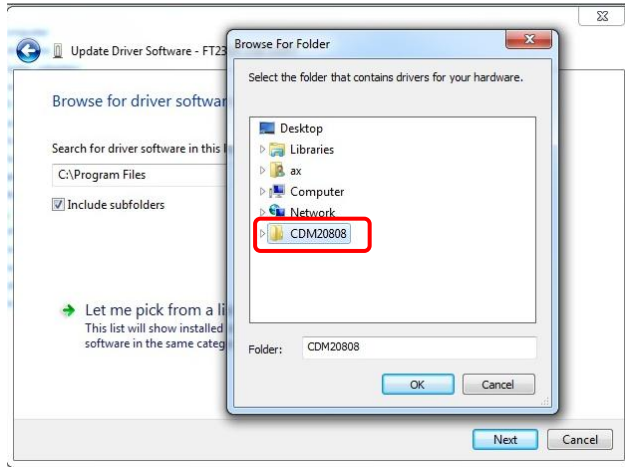 Update Driver Software - FT23
Browse for driver softwar
Search for driver software in this l
C:\Program Files
Include subfolders
Let me pick from a li
This list will show installed
software in the same categ
Next
Cancel
Browse For Folder
Select the folder that contains drivers for your hardware.
Desktop
Libraries
ax
Computer
Network
CDM20808
Folder:
CDM20808
OK
Cancel